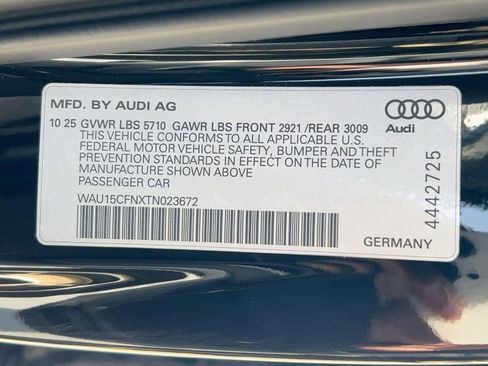 MFD. BY AUDI AG
10 25 GVWR LBS 5710 GAWR LBS FRONT 2921 /REAR 3009
THIS VEHICLE CONFORMS TO ALL APPLICABLE U.S.
FEDERAL MOTOR VEHICLE SAFETY, BUMPER AND THEFT
PREVENTION STANDARDS IN EFFECT ON THE DATE OF
MANUFACTURE SHOWN ABOVE
PASSENGER CAR
WAU15CFNXTN023672
Audi
4442725
GERMANY